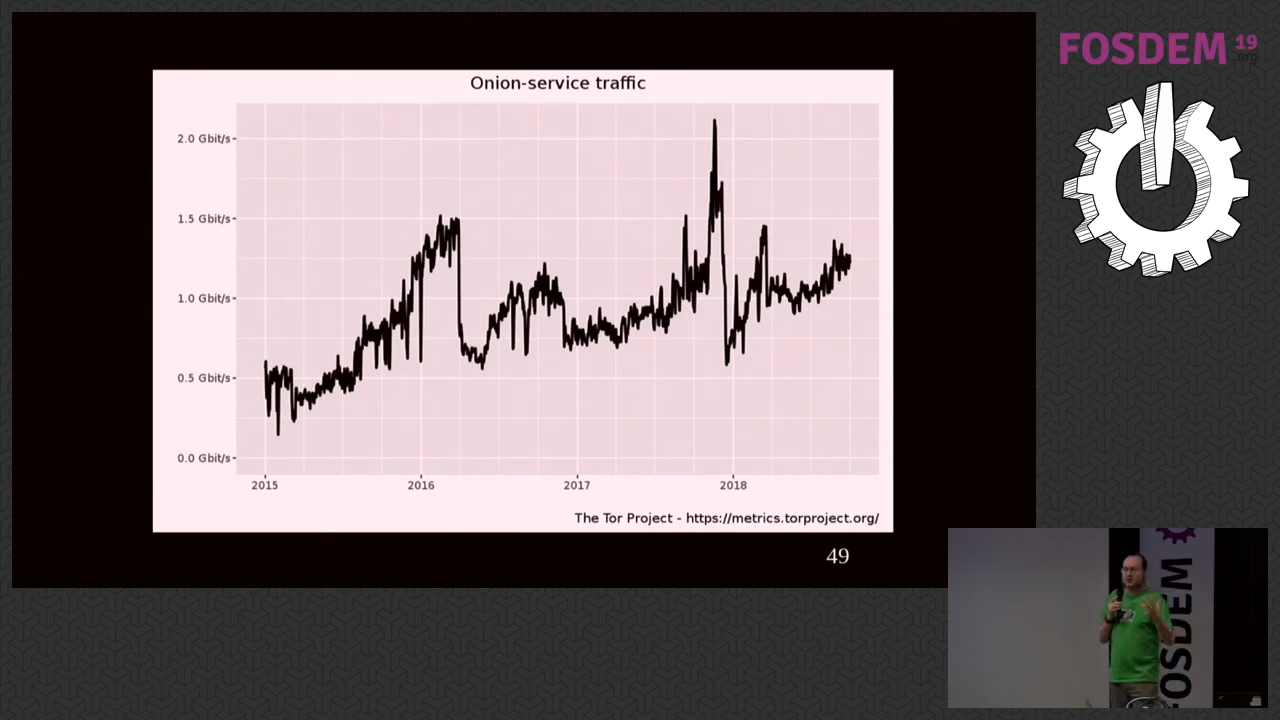 Onion-service traffic
2.0 Gbit/s
1.5 Gbit/s
1.0 Gbit/s
0.5 Gbit/s
0.0 Gbit/s
2015 2016 2017 2018
The Tor Project - https://metrics.torproject.org/
49
FOSDEM 19
.org
FOSDEM